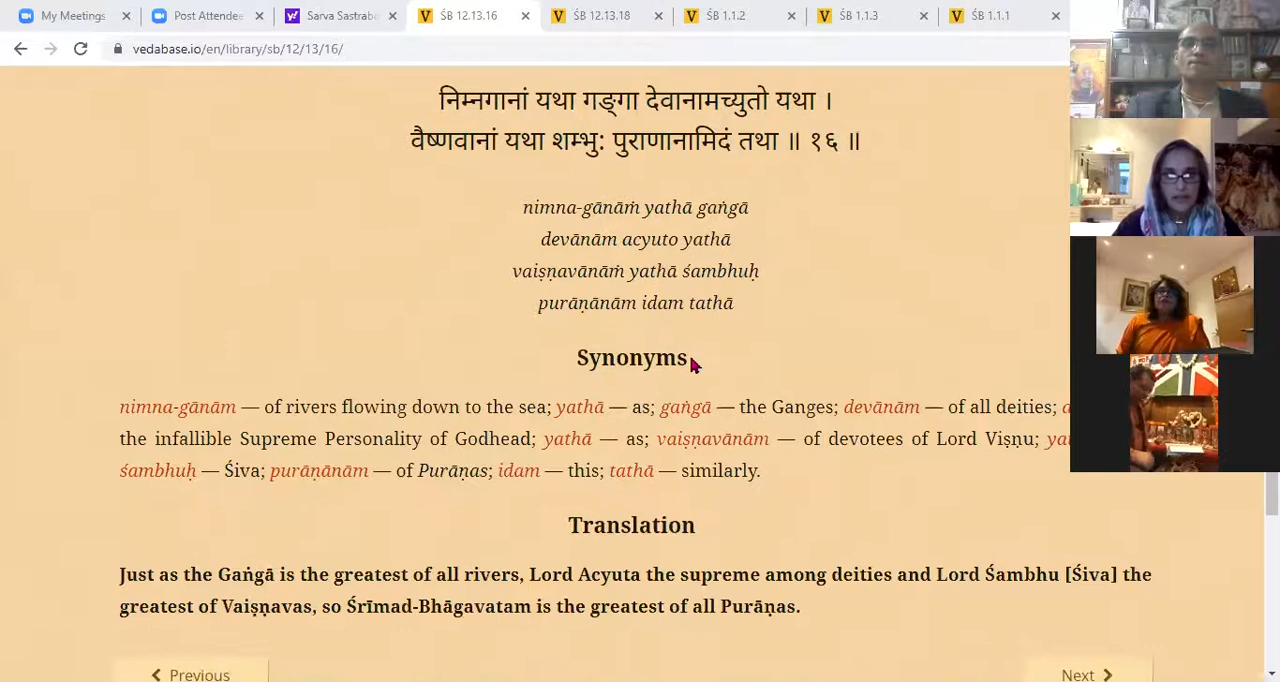 My Meetings
Post Attendee
Sarva Sastrab
ŚB 12.13.16
ŚB 12.13.18
ŚB 1.1.2
ŚB 1.1.3
ŚB 1.1.1
vedabase.io/en/library/sb/12/13/16/
निम्नगानां यथा गङ्गा देवानामच्युतो यथा ।
वैष्णवानां यथा शम्भु: पुराणानामिदं तथा ॥ १६ ॥
nimna-gānāṁ yathā gaṅgā
devānām acyuto yathā
vaiṣṇavānāṁ yathā śambhuḥ
purāṇānām idam tathā
Synonyms
nimna-gānām — of rivers flowing down to the sea; yathā — as; gaṅgā — the Ganges; devānām — of all deities;
the infallible Supreme Personality of Godhead; yathā — as; vaiṣṇavānām — of devotees of Lord Viṣṇu;
śambhuḥ — Śiva; purāṇānām — of Purāṇas; idam — this; tathā — similarly.
Translation
Just as the Gaṅgā is the greatest of all rivers, Lord Acyuta the supreme among deities and Lord Śambhu [Śiva] the
greatest of Vaiṣṇavas, so Śrīmad-Bhāgavatam is the greatest of all Purāṇas.
Previous
Next